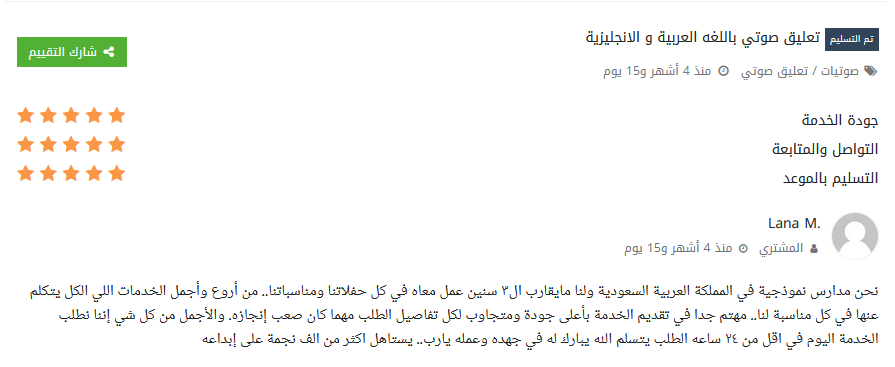 تم التسليم تعليق صوتي باللغه العربية و الانجليزية
شارك التقييم
صوتيات / تعليق صوتي منذ 4 أشهر و15 يوم
جودة الخدمة
التواصل والمتابعة
التسليم بالموعد
Lana M.
المشتري منذ 4 أشهر و15 يوم
نحن مدارس نموذجية في المملكة العربية السعودية ولنا مايقارب ال٣ سنين عمل معاه في كل حفلاتنا ومناسباتنا.. من أروع وأجمل الخدمات اللي الكل يتكلم
عنها في كل مناسبة لنا.. مهتم جدا في تقديم الخدمة بأعلى جودة ومتجاوب لكل تفاصيل الطلب مهما كان صعب إنجازه. والأجمل من كل شي إننا نطلب
الخدمة اليوم في اقل من ٢٤ ساعه الطلب يتسلم الله يبارك له في جهده وعمله يارب.. يستاهل اكثر من الف نجمة على إبداعه